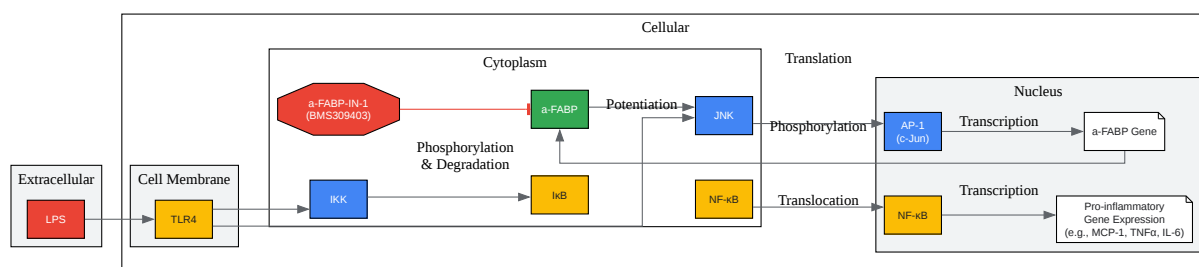 Cellular
Cytoplasm
Translation
Nucleus
a-FABP-IN-1
(BMS309403)
a-FABP
Potentiation
JNK
Phosphorylation
AP-1
(c-Jun)
Transcription
a-FABP Gene
Phosphorylation
& Degradation
Extracellular
Cell Membrane
LPS
TLR4
IKK
IκB
NF-κB
Translocation
NF-κB
Transcription
Pro-inflammatory
Gene Expression
(e.g., MCP-1, TNFα, IL-6)